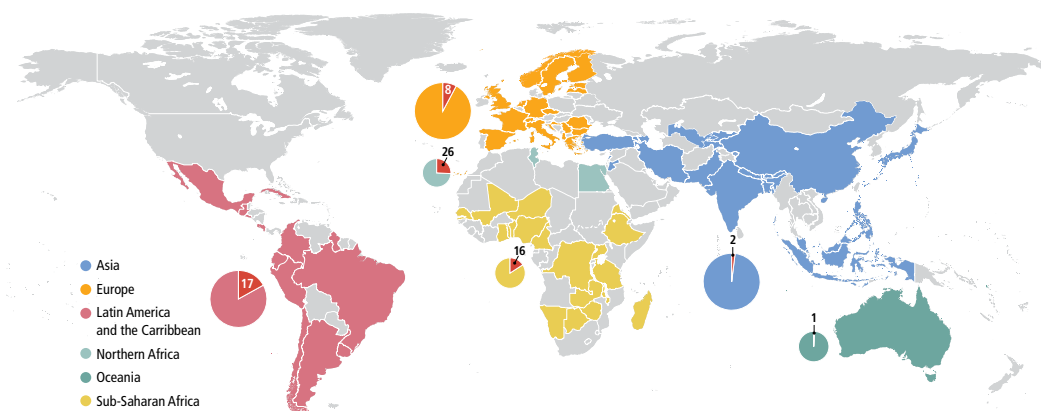 8
26
16
2
17
1
Asia
Europe
Latin America
and the Carribbean
Northern Africa
Oceania
Sub-Saharan Africa